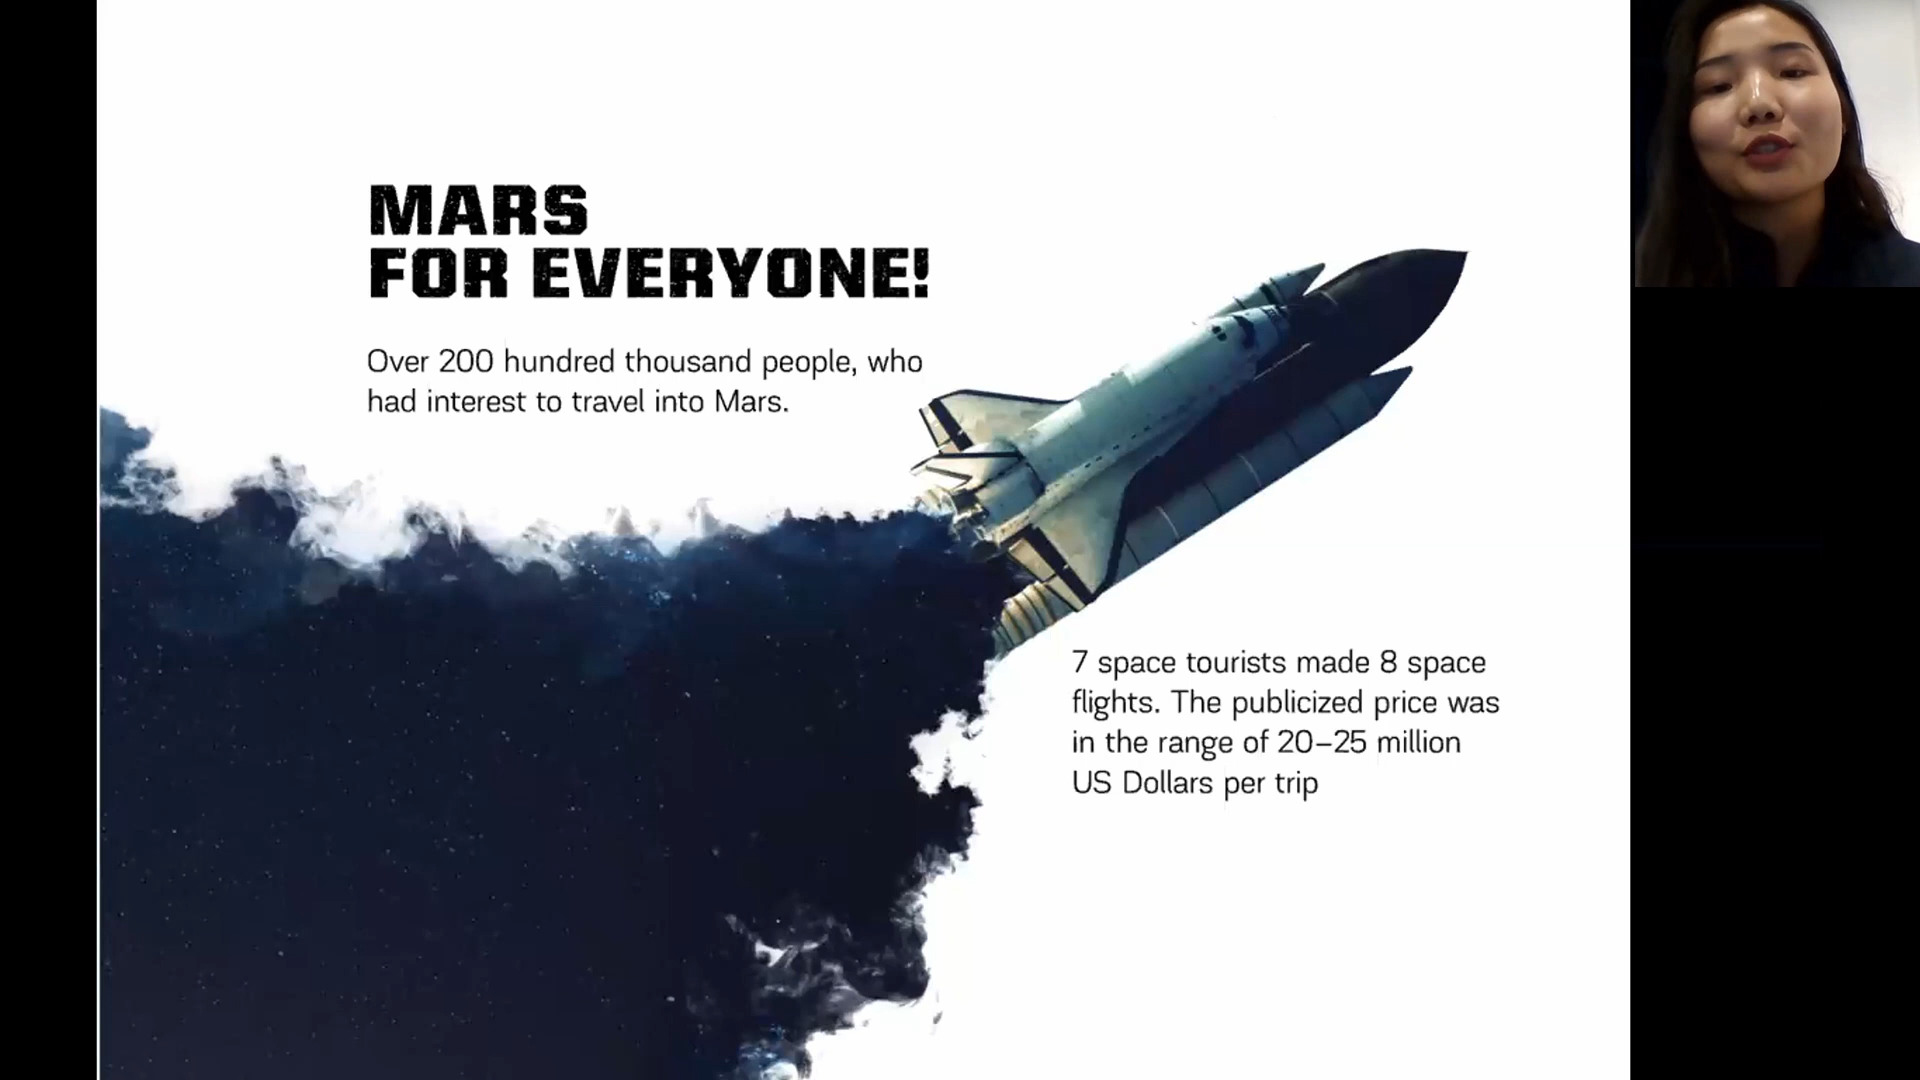 MARS
FOR EVERYONE!
Over 200 hundred thousand people, who
had interest to travel into Mars.
7 space tourists made 8 space
flights. The publicized price was
in the range of 20–25 million
US Dollars per trip